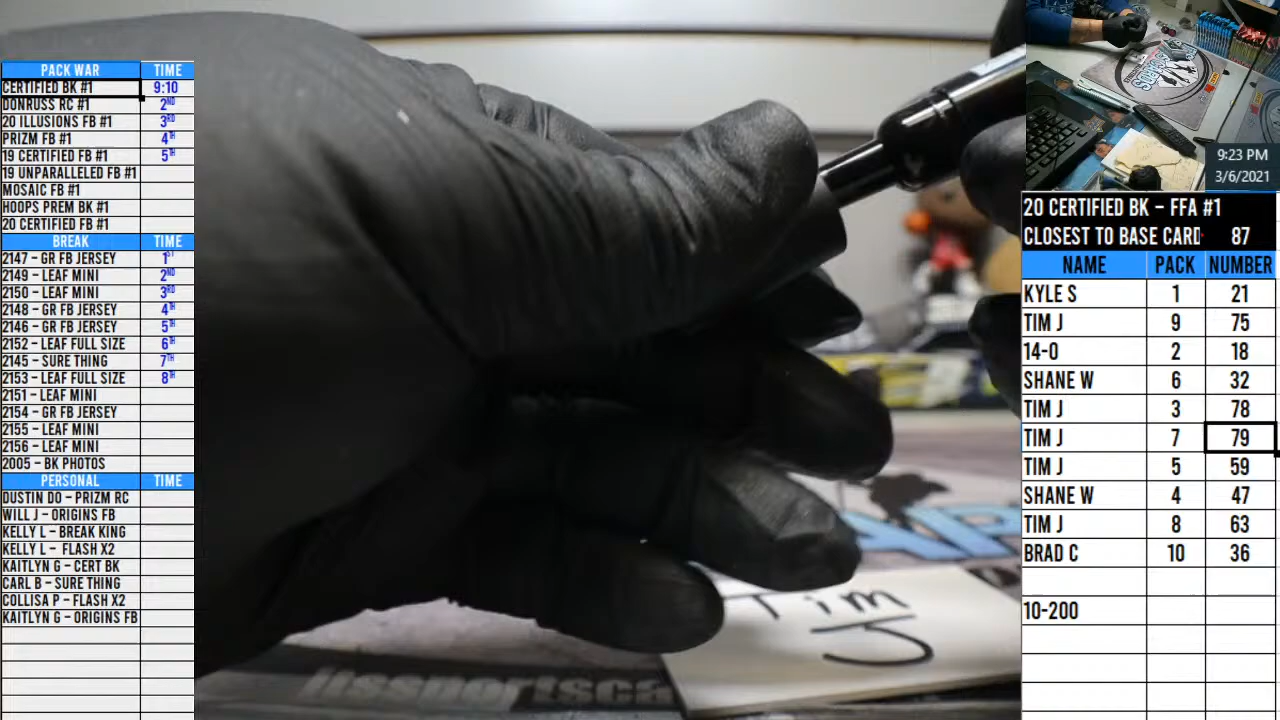 PACK WAR TIME
CERTIFIED BK #1 9:10
DONRUSS RC #1 2ND
20 ILLUSIONS FB #1 3RD
PRIZM FB #1 4TH
19 CERTIFIED FB #1 5TH
19 UNPARALLELED FB #1
MOSAIC FB #1
HOOPS PREM BK #1
20 CERTIFIED FB #1
BREAK TIME
2147 – GR FB JERSEY 1ST
2149 – LEAF MINI 2ND
2150 – LEAF MINI 3RD
2148 – GR FB JERSEY 4TH
2146 – GR FB JERSEY 5TH
2152 – LEAF FULL SIZE 6TH
2145 – SURE THING 7TH
2153 – LEAF FULL SIZE 8TH
2151 – LEAF MINI
2154 – GR FB JERSEY
2155 – LEAF MINI
2156 – LEAF MINI
2005 – BK PHOTOS
PERSONAL TIME
DUSTIN DO – PRIZM RC
WILL J – ORIGINS FB
KELLY L – BREAK KING
KELLY L – FLASH X2
KAITLYN G – CERT BK
CARL B – SURE THING
COLLISA P – FLASH X2
KAITLYN G – ORIGINS FB
Tim
5
9:23 PM
3/6/2021
20 CERTIFIED BK – FFA #1
CLOSEST TO BASE CARD 87
NAME PACK NUMBER
KYLE S 1 21
TIM J 9 75
14-0 2 18
SHANE W 6 32
TIM J 3 78
TIM J 7 79
TIM J 5 59
SHANE W 4 47
TIM J 8 63
BRAD C 10 36
10-200